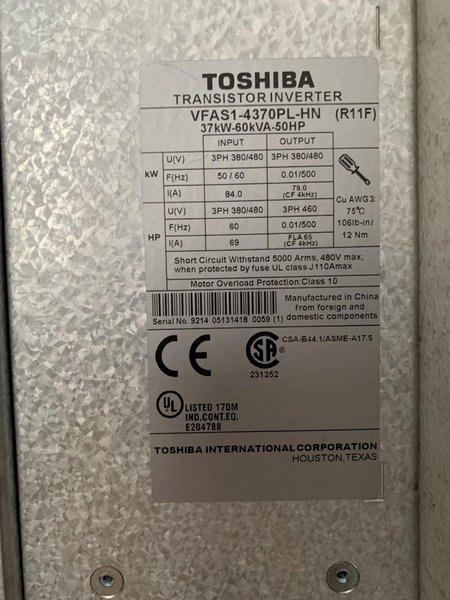 TOSHIBA
TRANSISTOR INVERTER
VFAS1-4370PL-HN (R11F)
37kW-60kVA-50HP
INPUT OUTPUT
kW
U(V) 3PH 380/480 3PH 380/480
F(Hz) 50 / 60 0.01/500
I(A) 84.0 79.0 (CF 4kHz)
HP
U(V) 3PH 380/480 3PH 460
F(Hz) 60 0.01/500
I(A) 69 FLA 65 (CF 4kHz)
Cu AWG3:
75°C
106lb-in/
12 Nm
Short Circuit Withstand 5000 Arms, 480V max,
when protected by fuse UL class J 110Amax
Motor Overload Protection:Class 10
Serial No. 9214 05131418 0059 (1)
Manufactured in China
from foreign and
domestic components
CE
SA
®
231252
CSA-B44.1/ASME-A17.5
UL
LISTED 170M
IND.CONT.EQ.
E204788
TOSHIBA INTERNATIONAL CORPORATION
HOUSTON,TEXAS